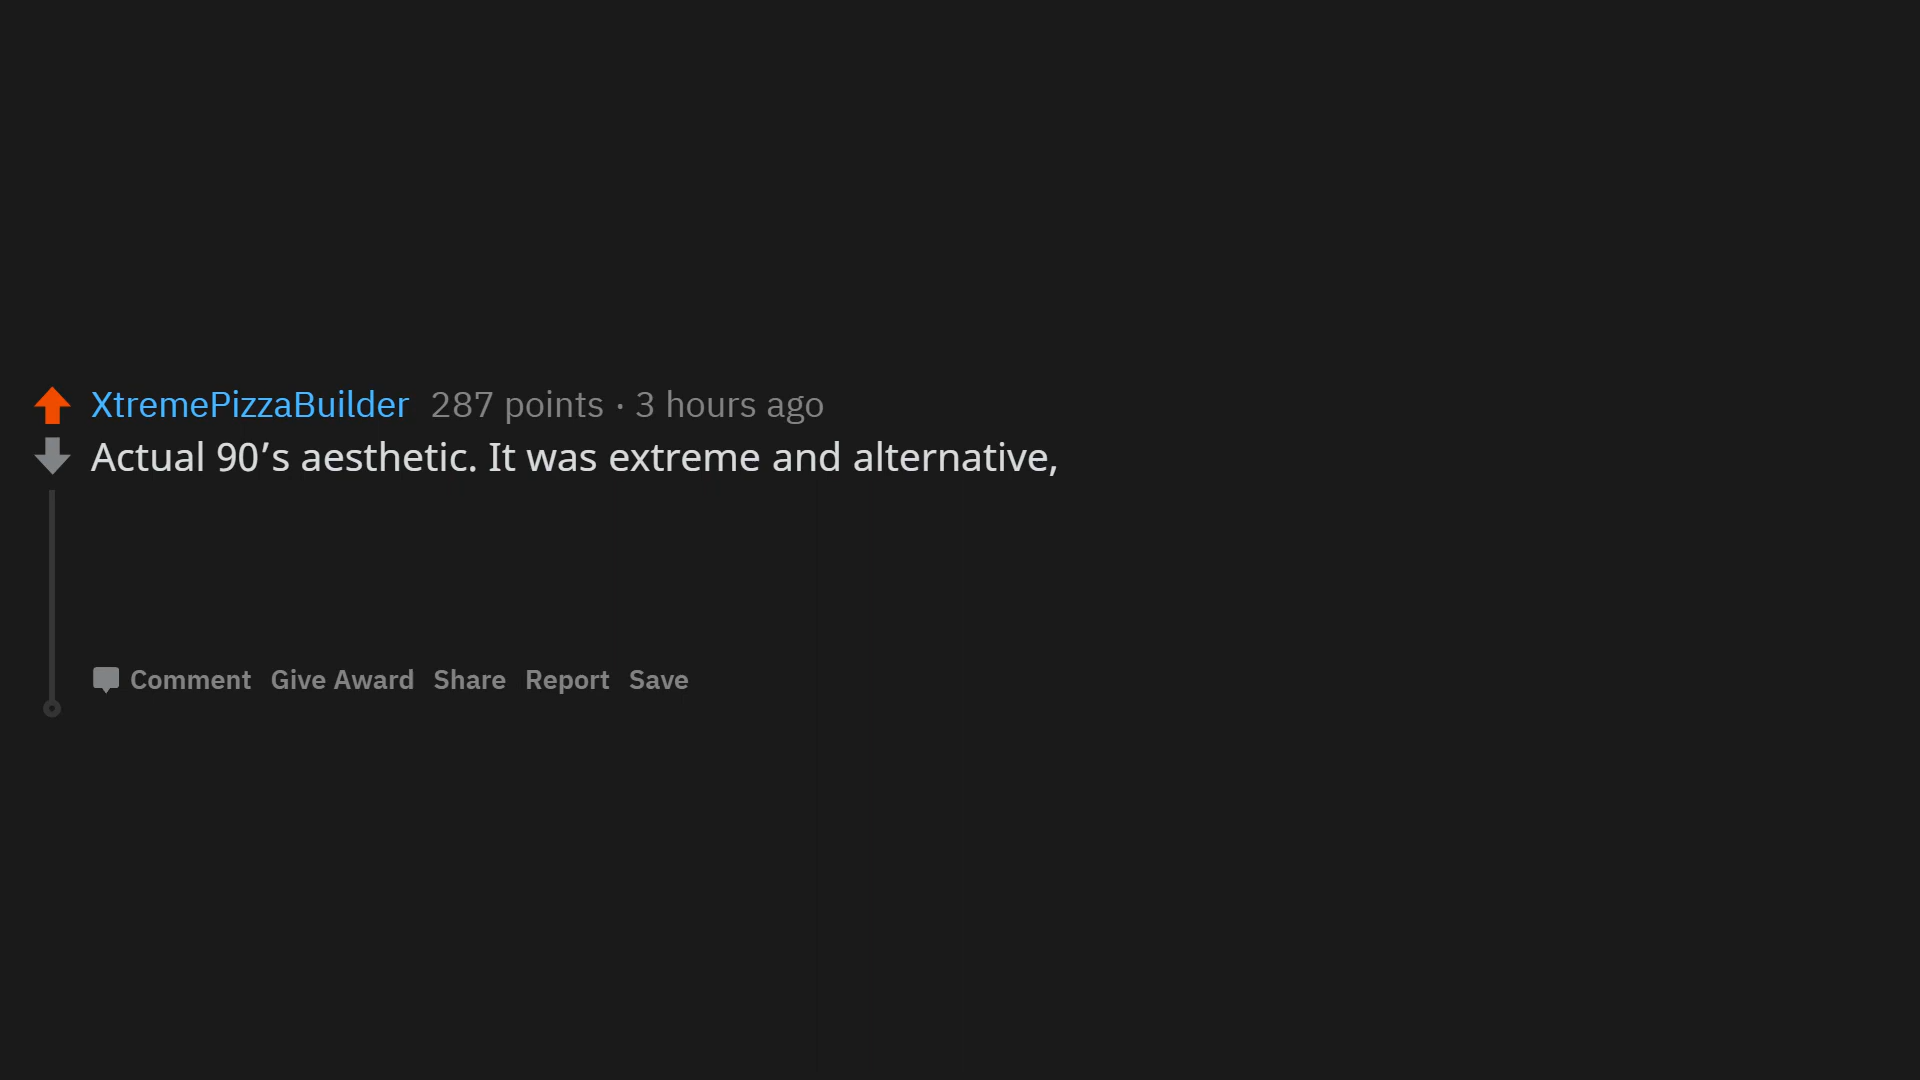 XtremePizzaBuilder 287 points · 3 hours ago
Actual 90’s aesthetic. It was extreme and alternative,
Comment Give Award Share Report Save